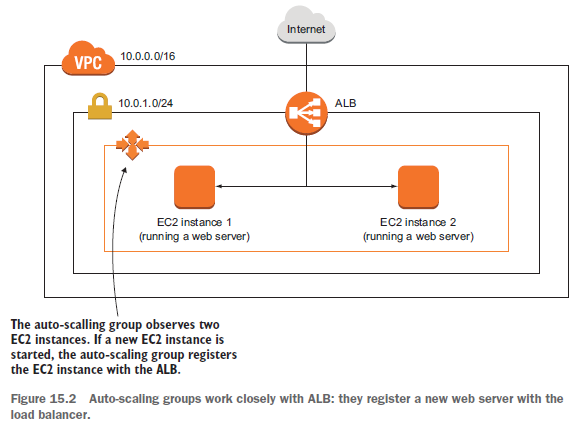 Internet
VPC
10.0.0.0/16
10.0.1.0/24
ALB
EC2 instance 1
(running a web server)
EC2 instance 2
(running a web server)
The auto-scalling group observes two
EC2 instances. If a new EC2 instance is
started, the auto-scaling group registers
the EC2 instance with the ALB.
Figure 15.2 Auto-scaling groups work closely with ALB: they register a new web server with the
load balancer.